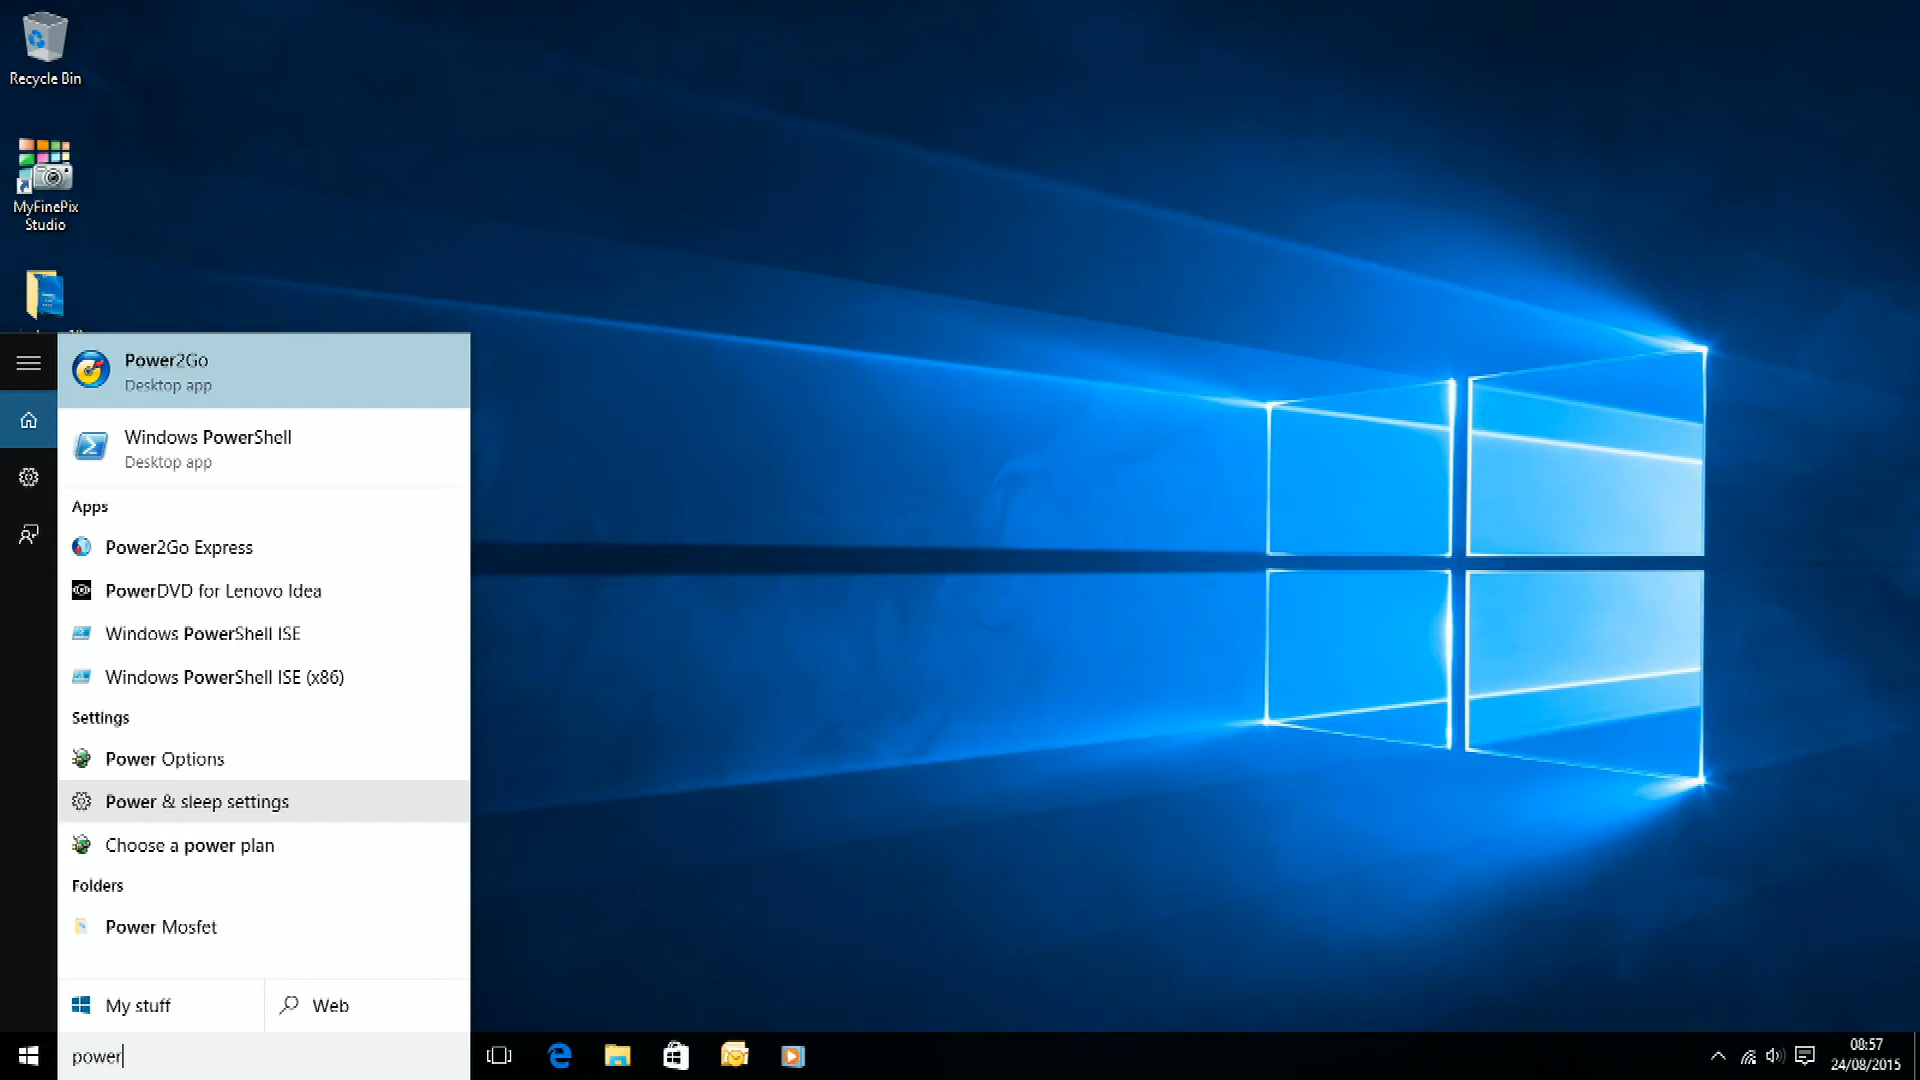 Recycle Bin
MyFinePix
Studio
Power2Go
Desktop app
Windows PowerShell
Desktop app
Apps
Power2Go Express
PowerDVD for Lenovo Idea
Windows PowerShell ISE
Windows PowerShell ISE (x86)
Settings
Power Options
Power & sleep settings
Choose a power plan
Folders
Power Mosfet
My stuff
Web
power
08:57
24/08/2015